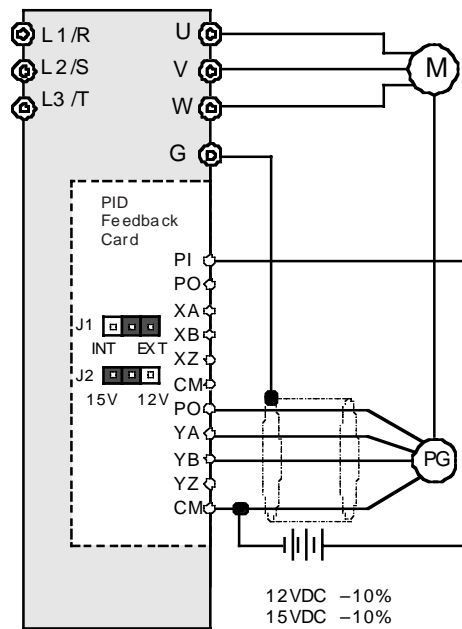 L1/R
U
L2/S
V
M
L3/T
W
G
PID
Feedback
Card
PI
PO
XA
J1
XB
INT EXT
XZ
J2
CM
15V 12V
PO
YA
YB
PG
YZ
CM
12VDC –10%
15VDC –10%